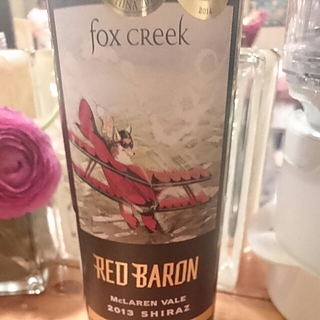 fox creek
RED BARON
McLAREN VALE
2013 SHIRAZ